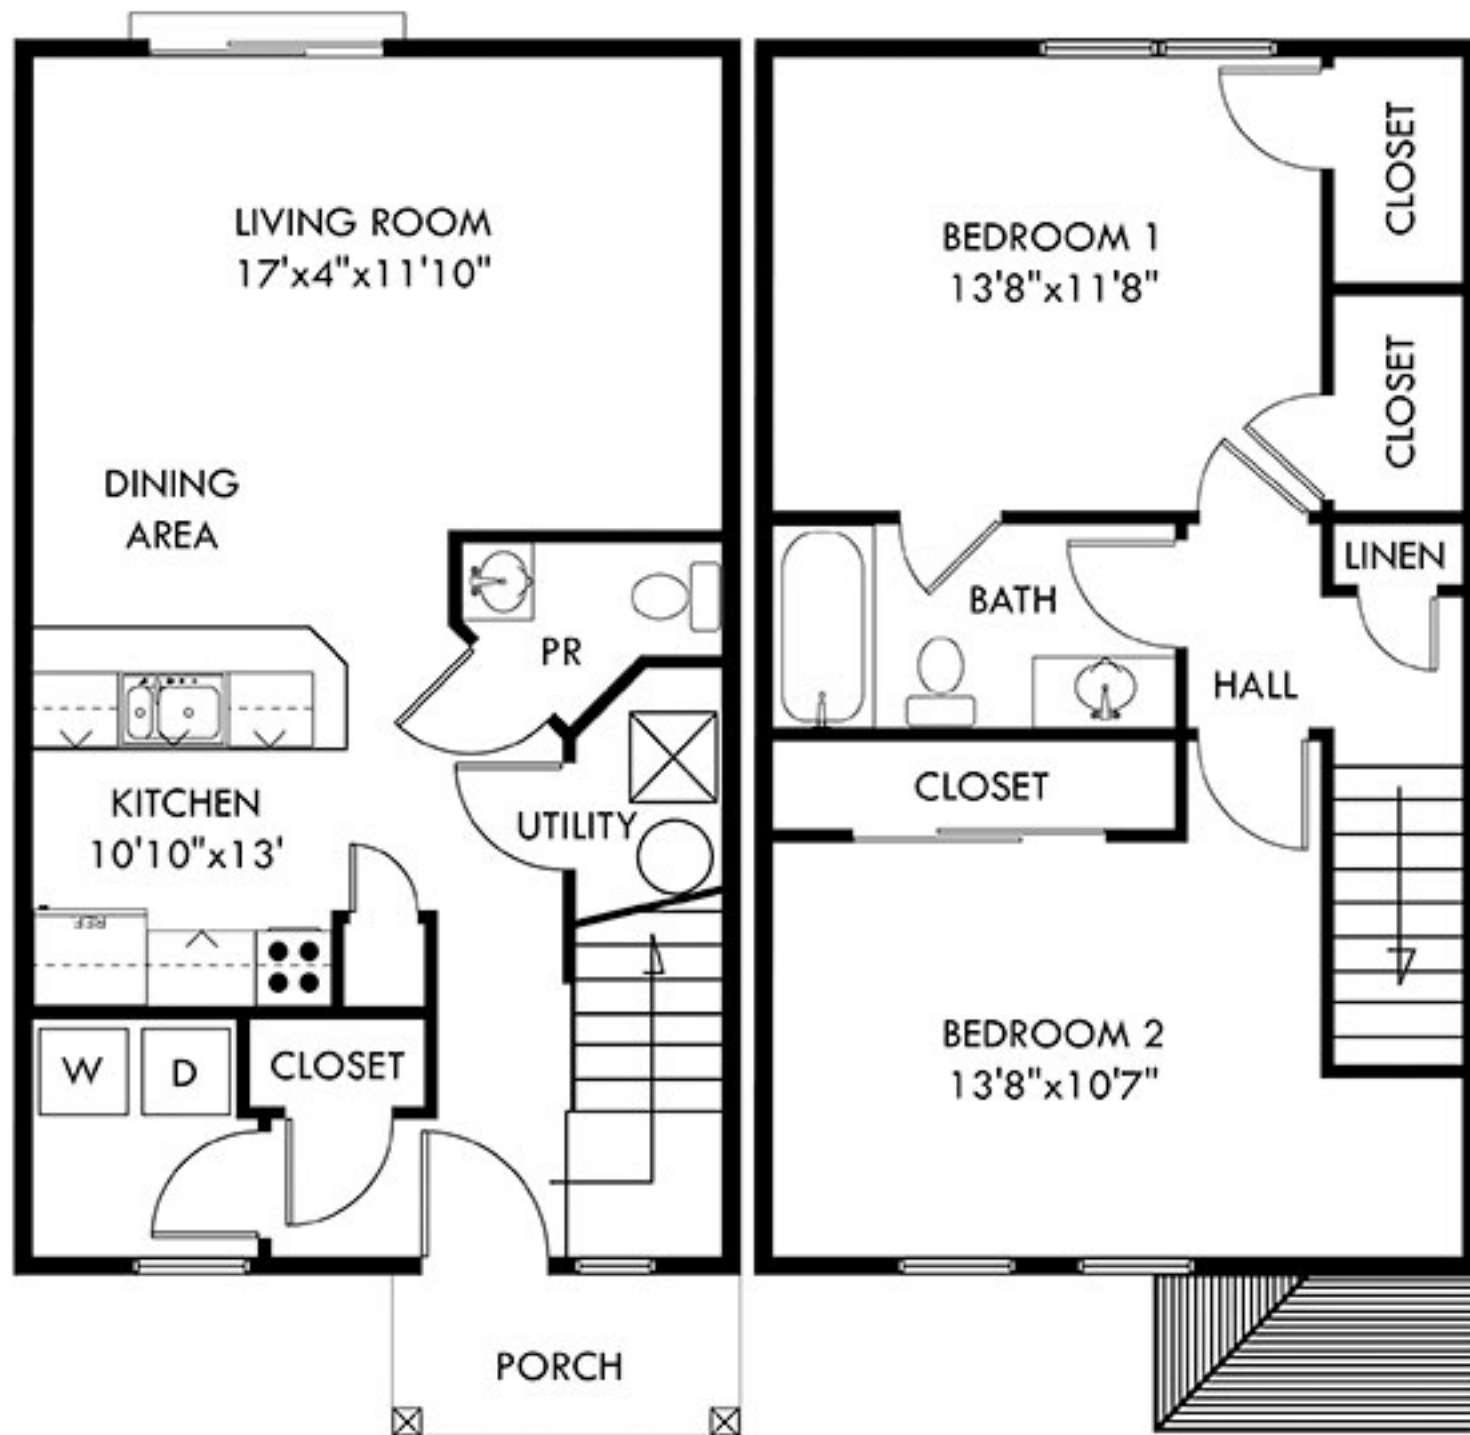 LIVING ROOM
17'x4"x11'10"
DINING
AREA
PR
KITCHEN
10'10"x13'
UTILITY
REF
W
D
CLOSET
PORCH
BEDROOM 1
13'8"x11'8"
CLOSET
CLOSET
LINEN
BATH
HALL
CLOSET
BEDROOM 2
13'8"x10'7"